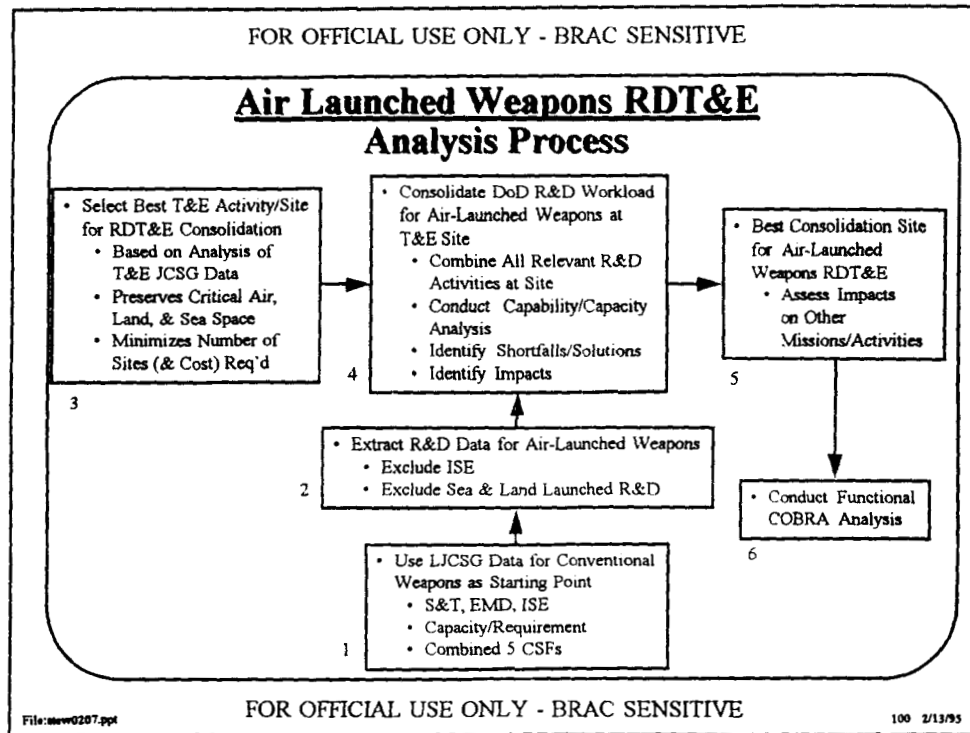 FOR OFFICIAL USE ONLY - BRAC SENSITIVE
Air Launched Weapons RDT&E
Analysis Process
• Select Best T&E Activity/Site
for RDT&E Consolidation
• Based on Analysis of
T&E JCSG Data
• Preserves Critical Air,
Land, & Sea Space
• Minimizes Number of
Sites (& Cost) Req'd
3
• Consolidate DoD R&D Workload
for Air-Launched Weapons at
T&E Site
• Combine All Relevant R&D
Activities at Site
• Conduct Capability/Capacity
Analysis
• Identify Shortfalls/Solutions
• Identify Impacts
4
• Best Consolidation Site
for Air-Launched
Weapons RDT&E
• Assess Impacts
on Other
Missions/Activities
5
• Extract R&D Data for Air-Launched Weapons
• Exclude ISE
• Exclude Sea & Land Launched R&D
2
• Conduct Functional
COBRA Analysis
6
• Use LJCSG Data for Conventional
Weapons as Starting Point
• S&T, EMD, ISE
• Capacity/Requirement
• Combined 5 CSFs
1
FOR OFFICIAL USE ONLY - BRAC SENSITIVE
100 2/13/95